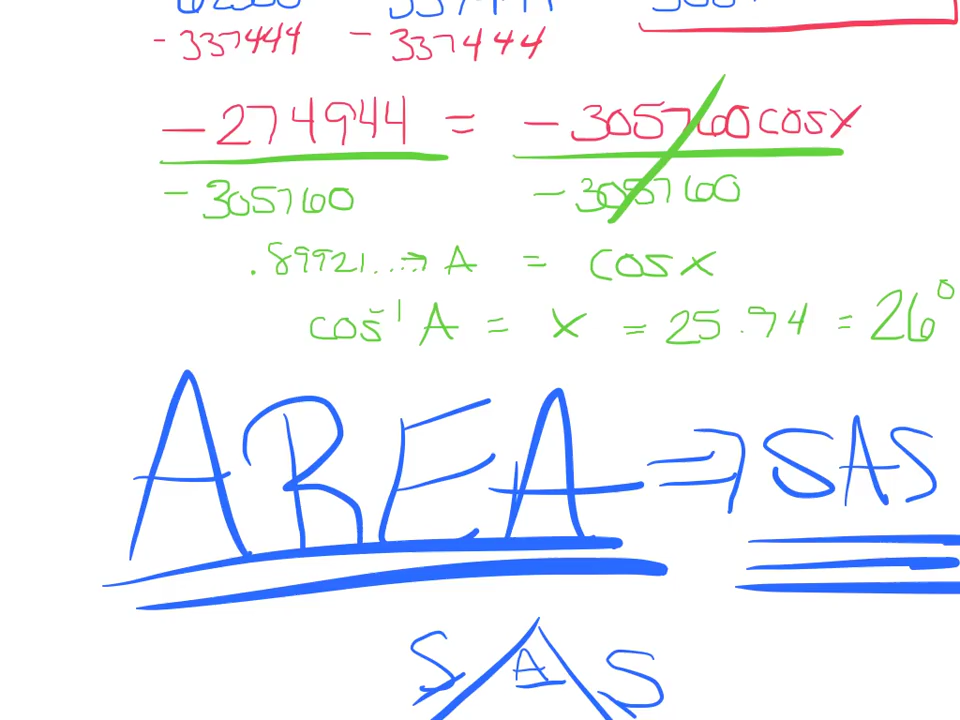 - 337444 - 337444
- 274944 = - 305760 cos x
- 305760 - 305760
.89921...→ A = cos x
cos⁻¹ A = x = 25.94 = 26°
AREA ⇒ SAS
S A S